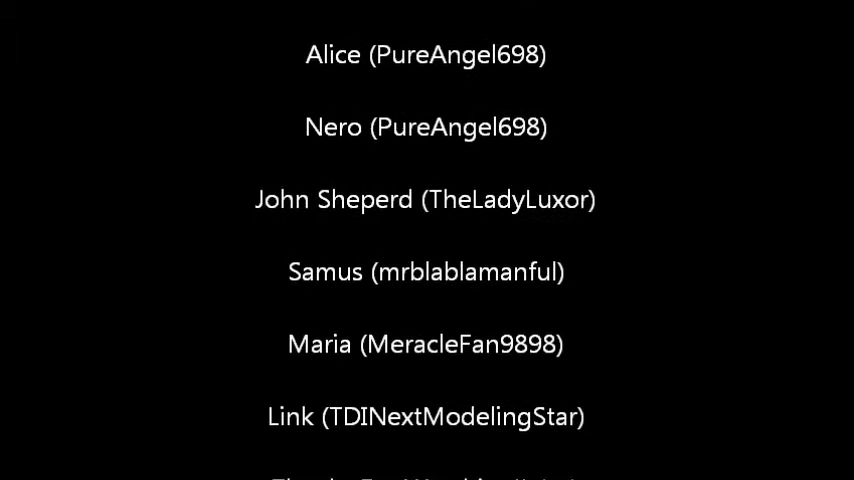 Alice (PureAngel698)
Nero (PureAngel698)
John Sheperd (TheLadyLuxor)
Samus (mrblablamanful)
Maria (MeracleFan9898)
Link (TDINextModelingStar)